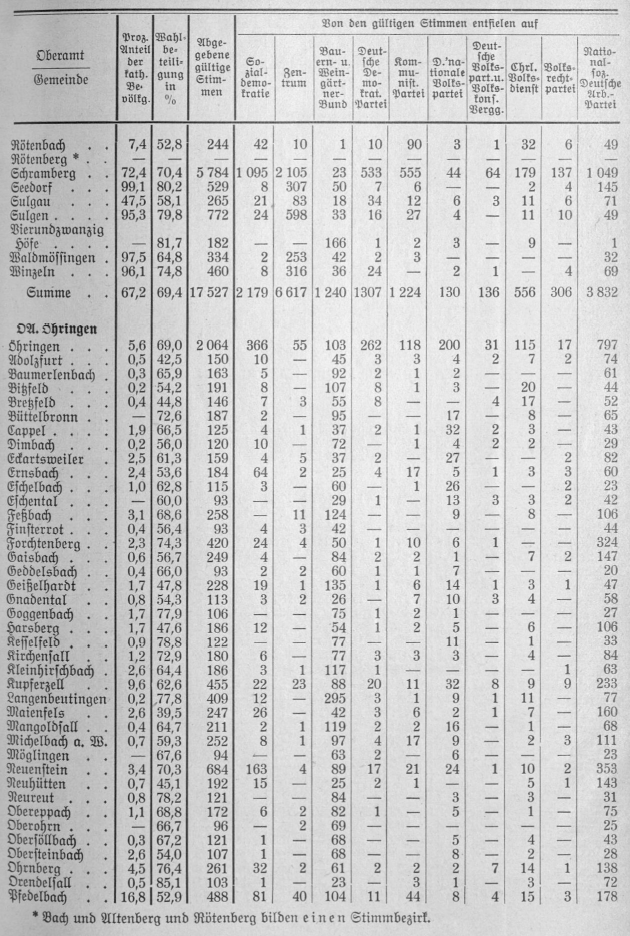 Oberamt
Gemeinde
Proz. Anteil der kath. Bevölkg.
Wahlbeteiligung in %
Abgegebene gültige Stimmen
Von den gültigen Stimmen entfielen auf
Sozialdemokratie
Zentrum
Bauern- u. Weingärtner-Bund
Deutsche Demokrat. Partei
Kommunist. Partei
D.'nationale Volkspartei
Deutsche Volkspart. u. Volkskons. Vergg.
Chrl. Volksdienst
Volksrechtpartei
National-soz. Deutsche Arb.-Partei
Rötenbach . . 7,4 52,8 244 42 10 1 10 90 3 1 32 6 49
Rötenberg * . . — — — — — — — — — — — — —
Schramberg . . 72,4 70,4 5 784 1 095 2 105 23 533 555 44 64 179 137 1 049
Seedorf . . . 99,1 80,2 529 8 307 50 7 6 — — 2 4 145
Sulgau . . . 47,5 58,1 265 21 83 18 34 12 6 3 11 6 71
Sulgen . . . . 95,3 79,8 772 24 598 33 16 27 4 — 11 10 49
Vierundzwanzig
Höfe . . . . — 81,7 182 — — 166 1 2 3 — 9 — 1
Waldmössingen . 97,5 64,8 334 2 253 42 2 3 — — — — 32
Winzeln . . . 96,1 74,8 460 8 316 36 24 — 2 1 — 4 69
Summe . . 67,2 69,4 17 527 2 179 6 617 1 240 1307 1 224 130 136 556 306 3 832
OA. Öhringen
Öhringen . . . 5,6 69,0 2 064 366 55 103 262 118 200 31 115 17 797
Adolzfurt . . 0,5 42,5 150 10 — 45 3 3 4 2 7 2 74
Baumerlenbach . 0,3 65,9 163 5 — 92 2 1 2 — — — 61
Bitzfeld . . . 0,2 54,2 191 8 — 107 8 1 3 — 20 — 44
Bretzfeld . . 0,4 44,8 146 7 3 55 8 — — 4 17 — 52
Büttelbronn . . — 72,6 187 2 — 95 — — 17 — 8 — 65
Cappel . . . . 1,9 66,5 125 4 1 37 2 1 32 2 3 — 43
Dimbach . . . 0,2 56,0 120 10 — 72 — 1 4 2 2 — 29
Eckartsweiler . 2,5 61,3 159 4 5 37 2 — 27 — — 2 82
Ernsbach . . . 2,4 53,6 184 64 2 25 4 17 5 1 3 3 60
Eschelbach . . 1,0 62,8 115 3 — 60 — 1 26 — — 2 23
Eschental . . — 60,0 93 — — 29 1 — 13 3 3 2 42
Feßbach . . . 3,1 68,6 258 — 11 124 — — 9 — 8 — 106
Finsterrot . . 0,4 56,4 93 4 3 42 — — — — — — 44
Forchtenberg . . 2,3 74,3 420 24 4 50 1 10 6 1 — — 324
Gaisbach . . 0,6 56,7 249 4 — 84 2 2 1 — 7 2 147
Geddelsbach . . 0,4 66,0 93 2 2 60 1 1 7 — — — 20
Geißelhardt . . 1,7 47,8 228 19 1 135 1 6 14 1 3 1 47
Gnadental . . 0,8 54,3 113 3 2 26 — 7 10 3 4 — 58
Goggenbach . . 1,7 77,9 106 — — 75 1 2 1 — — — 27
Harsberg . . . 1,7 47,6 186 12 — 54 1 2 5 — 6 — 106
Kesselfeld . . 0,9 78,8 122 — — 77 — — 11 — 1 — 33
Kirchensall . . 1,2 72,9 180 6 — 77 3 3 3 — 4 — 84
Kleinhirschbach . 2,6 64,4 186 3 1 117 1 — — — — 1 63
Kupferzell . . 9,6 62,6 455 22 23 88 20 11 32 8 9 9 233
Langenbeutingen 0,2 77,8 409 12 — 295 3 1 9 1 11 — 77
Maienfels . . 2,6 39,5 247 26 — 42 3 6 2 1 7 — 160
Mangoldsall . . 0,4 64,7 211 2 1 119 2 2 16 — 1 — 68
Michelbach a. W. 0,7 59,3 252 8 1 97 4 17 9 — 2 3 111
Möglingen . . — 67,6 94 — — 63 2 — 6 — — — 23
Neuenstein . . 3,4 70,3 684 163 4 89 17 21 24 1 10 2 353
Neuhütten . . 0,7 45,1 192 15 — 25 2 1 — — 5 1 143
Neureut . . . 0,8 78,2 121 — — 84 — — 3 — 3 — 31
Obereppach . . 1,1 68,8 172 6 2 82 1 — 5 — 1 — 75
Oberohrn . . — 66,7 96 — 2 69 — — — — — — 25
Obersöllbach . . 0,3 67,2 121 1 — 68 — — 5 — 4 — 43
Obersteinbach . 2,6 54,0 107 1 — 68 — — 8 — 2 — 28
Ohrnberg . . . 4,5 76,4 261 32 2 61 2 2 2 7 14 1 138
Orendelsall . . 0,5 85,1 103 1 — 23 — 3 1 — 3 — 72
Pfedelbach . . 16,8 52,9 488 81 40 104 11 44 8 4 15 3 178
* Bach und Altenberg und Rötenberg bilden einen Stimmbezirk.